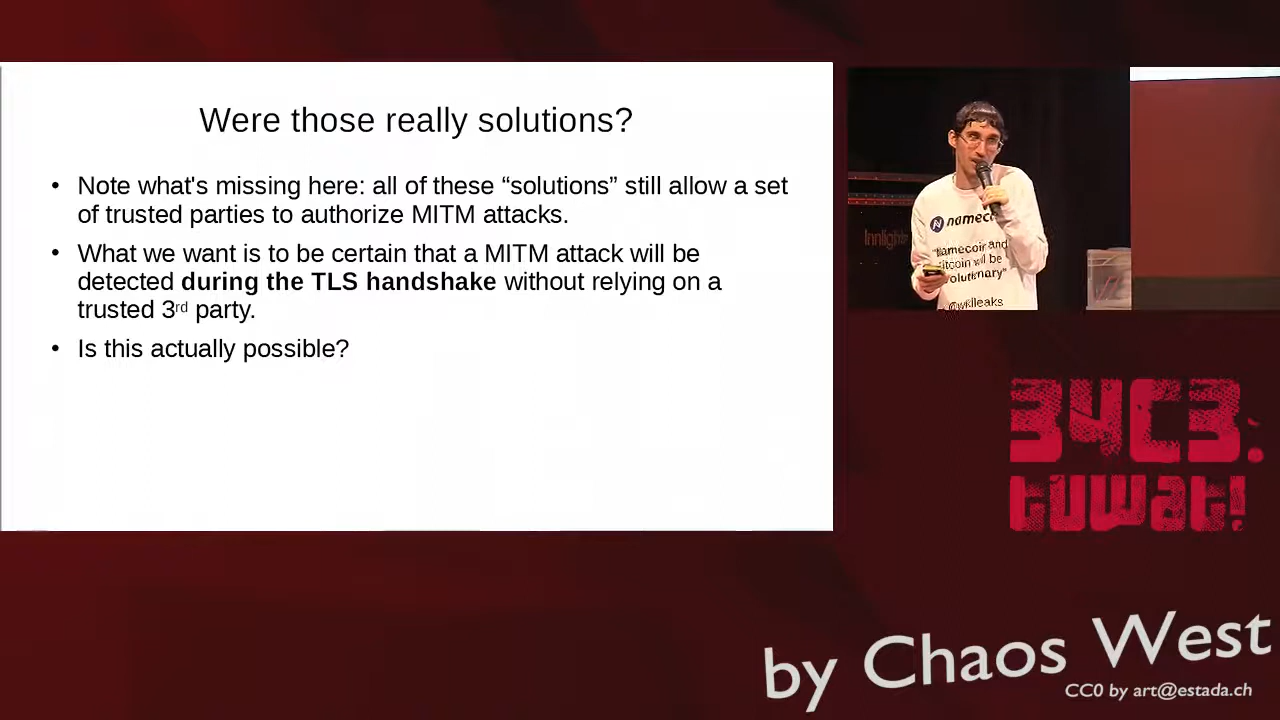 Were those really solutions?
• Note what's missing here: all of these “solutions” still allow a set
of trusted parties to authorize MITM attacks.
• What we want is to be certain that a MITM attack will be
detected during the TLS handshake without relying on a
trusted 3rd party.
• Is this actually possible?
namec
"Namecoin and
itcoin will be
volutionary"
@wikileaks
34C3:
tuwat!
by Chaos West
CC0 by art@estada.ch